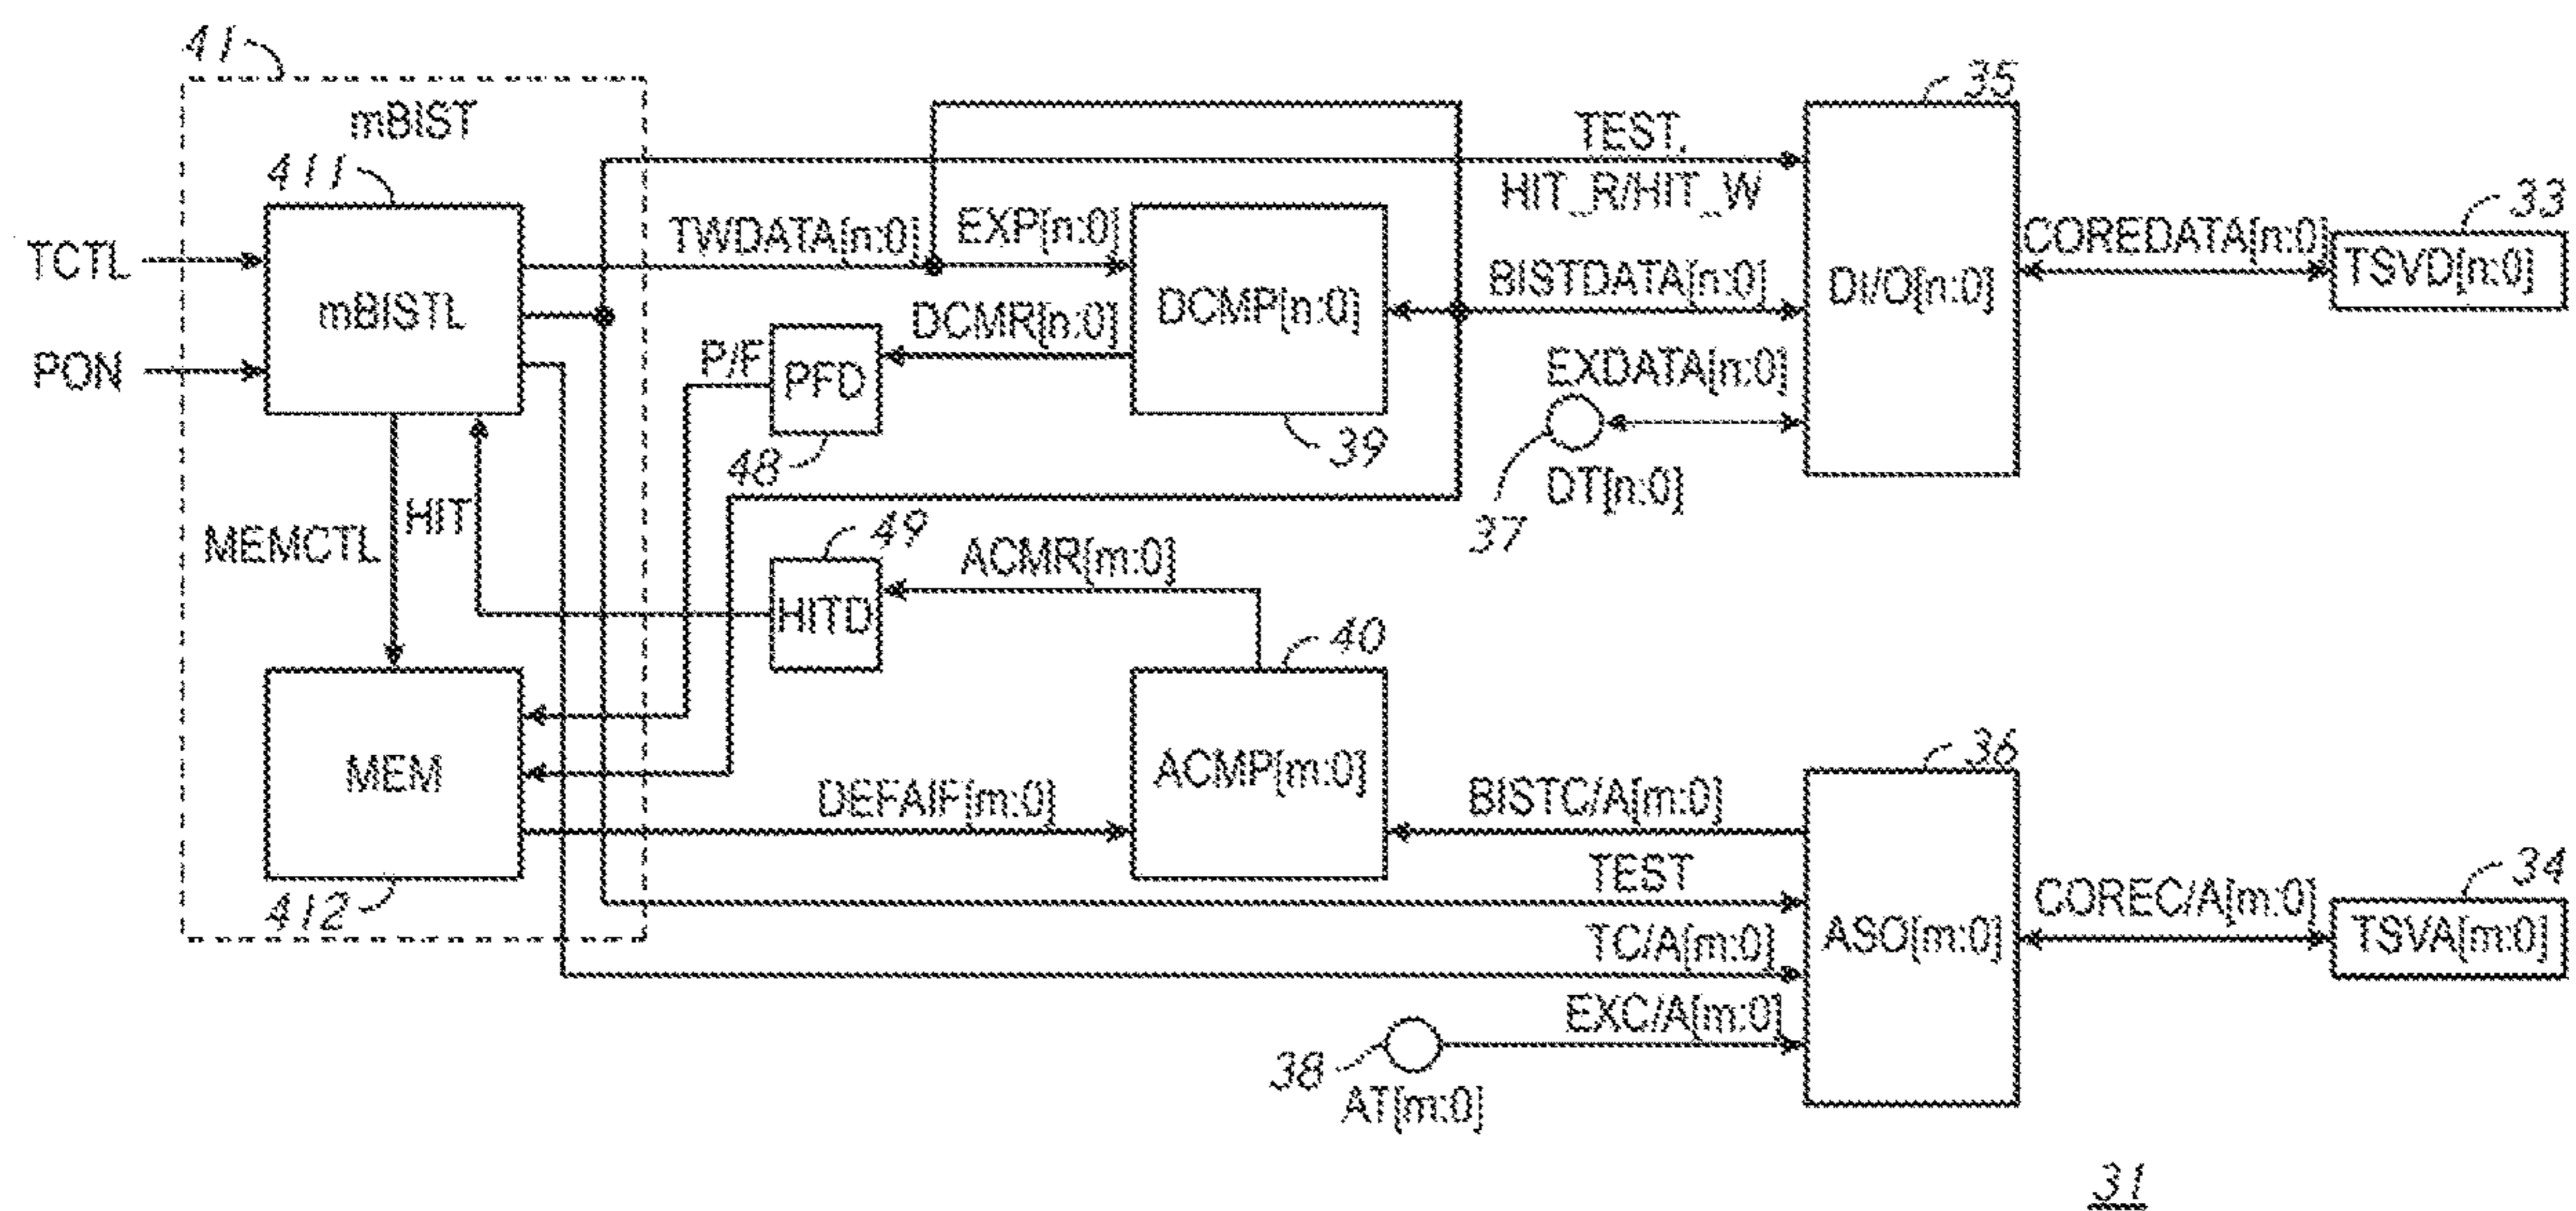 41
mBIST
411
TCTL
PON
mBISTL
MEMCTL
HIT
MEM
412
TWDATA[n:0]
EXP[n:0]
DCMR[n:0]
P/F
PFD
48
DCMP[n:0]
39
TEST,
HIT_R/HIT_W
BISTDATA[n:0]
EXDATA[n:0]
37
DT[n:0]
35
DI/O[n:0]
COREDATA[n:0]
33
TSVD[n:0]
49
HITD
ACMR[m:0]
40
ACMP[m:0]
DEFAIF[m:0]
BISTC/A[m:0]
TEST
TC/A[m:0]
EXC/A[m:0]
38
AT[m:0]
36
ASO[m:0]
COREC/A[m:0]
34
TSVA[m:0]
31